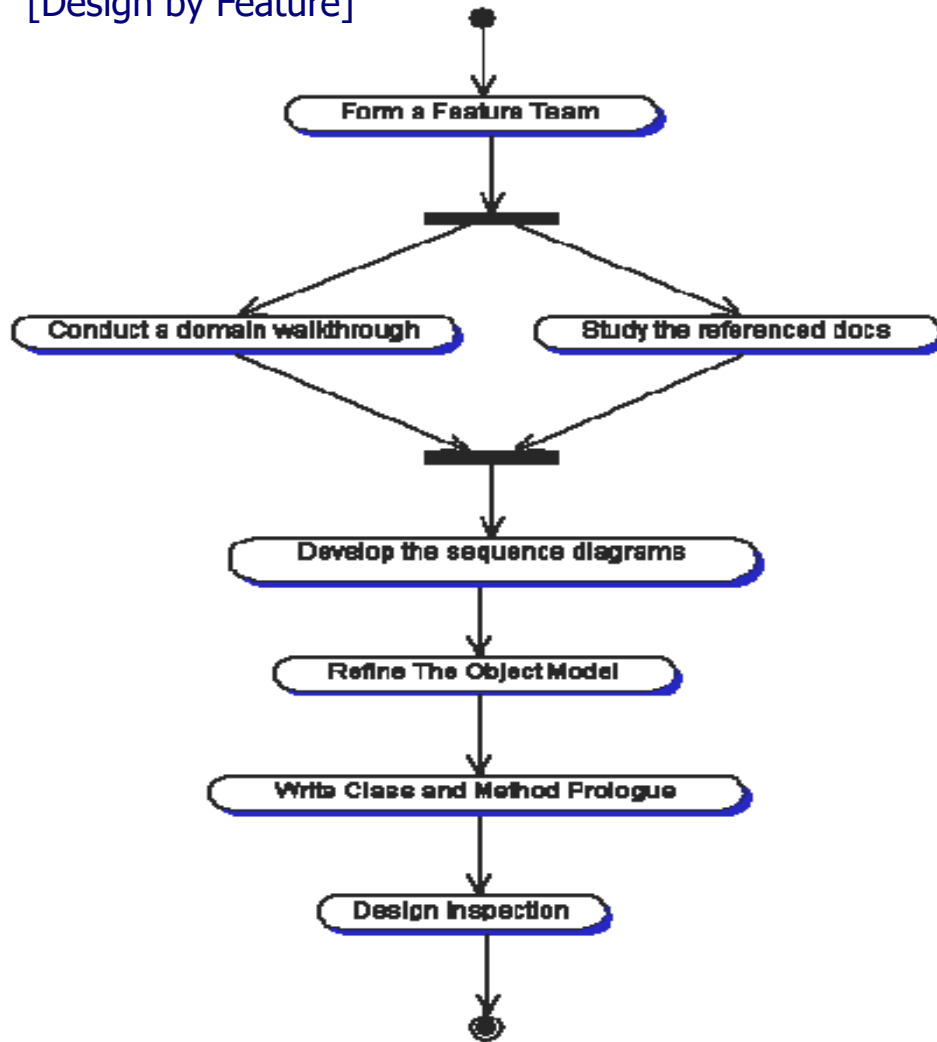 [Design by Feature]
Form a Feature Team
Conduct a domain walkthrough
Study the referenced docs
Develop the sequence diagrams
Refine The Object Model
Write Class and Method Prologue
Design Inspection